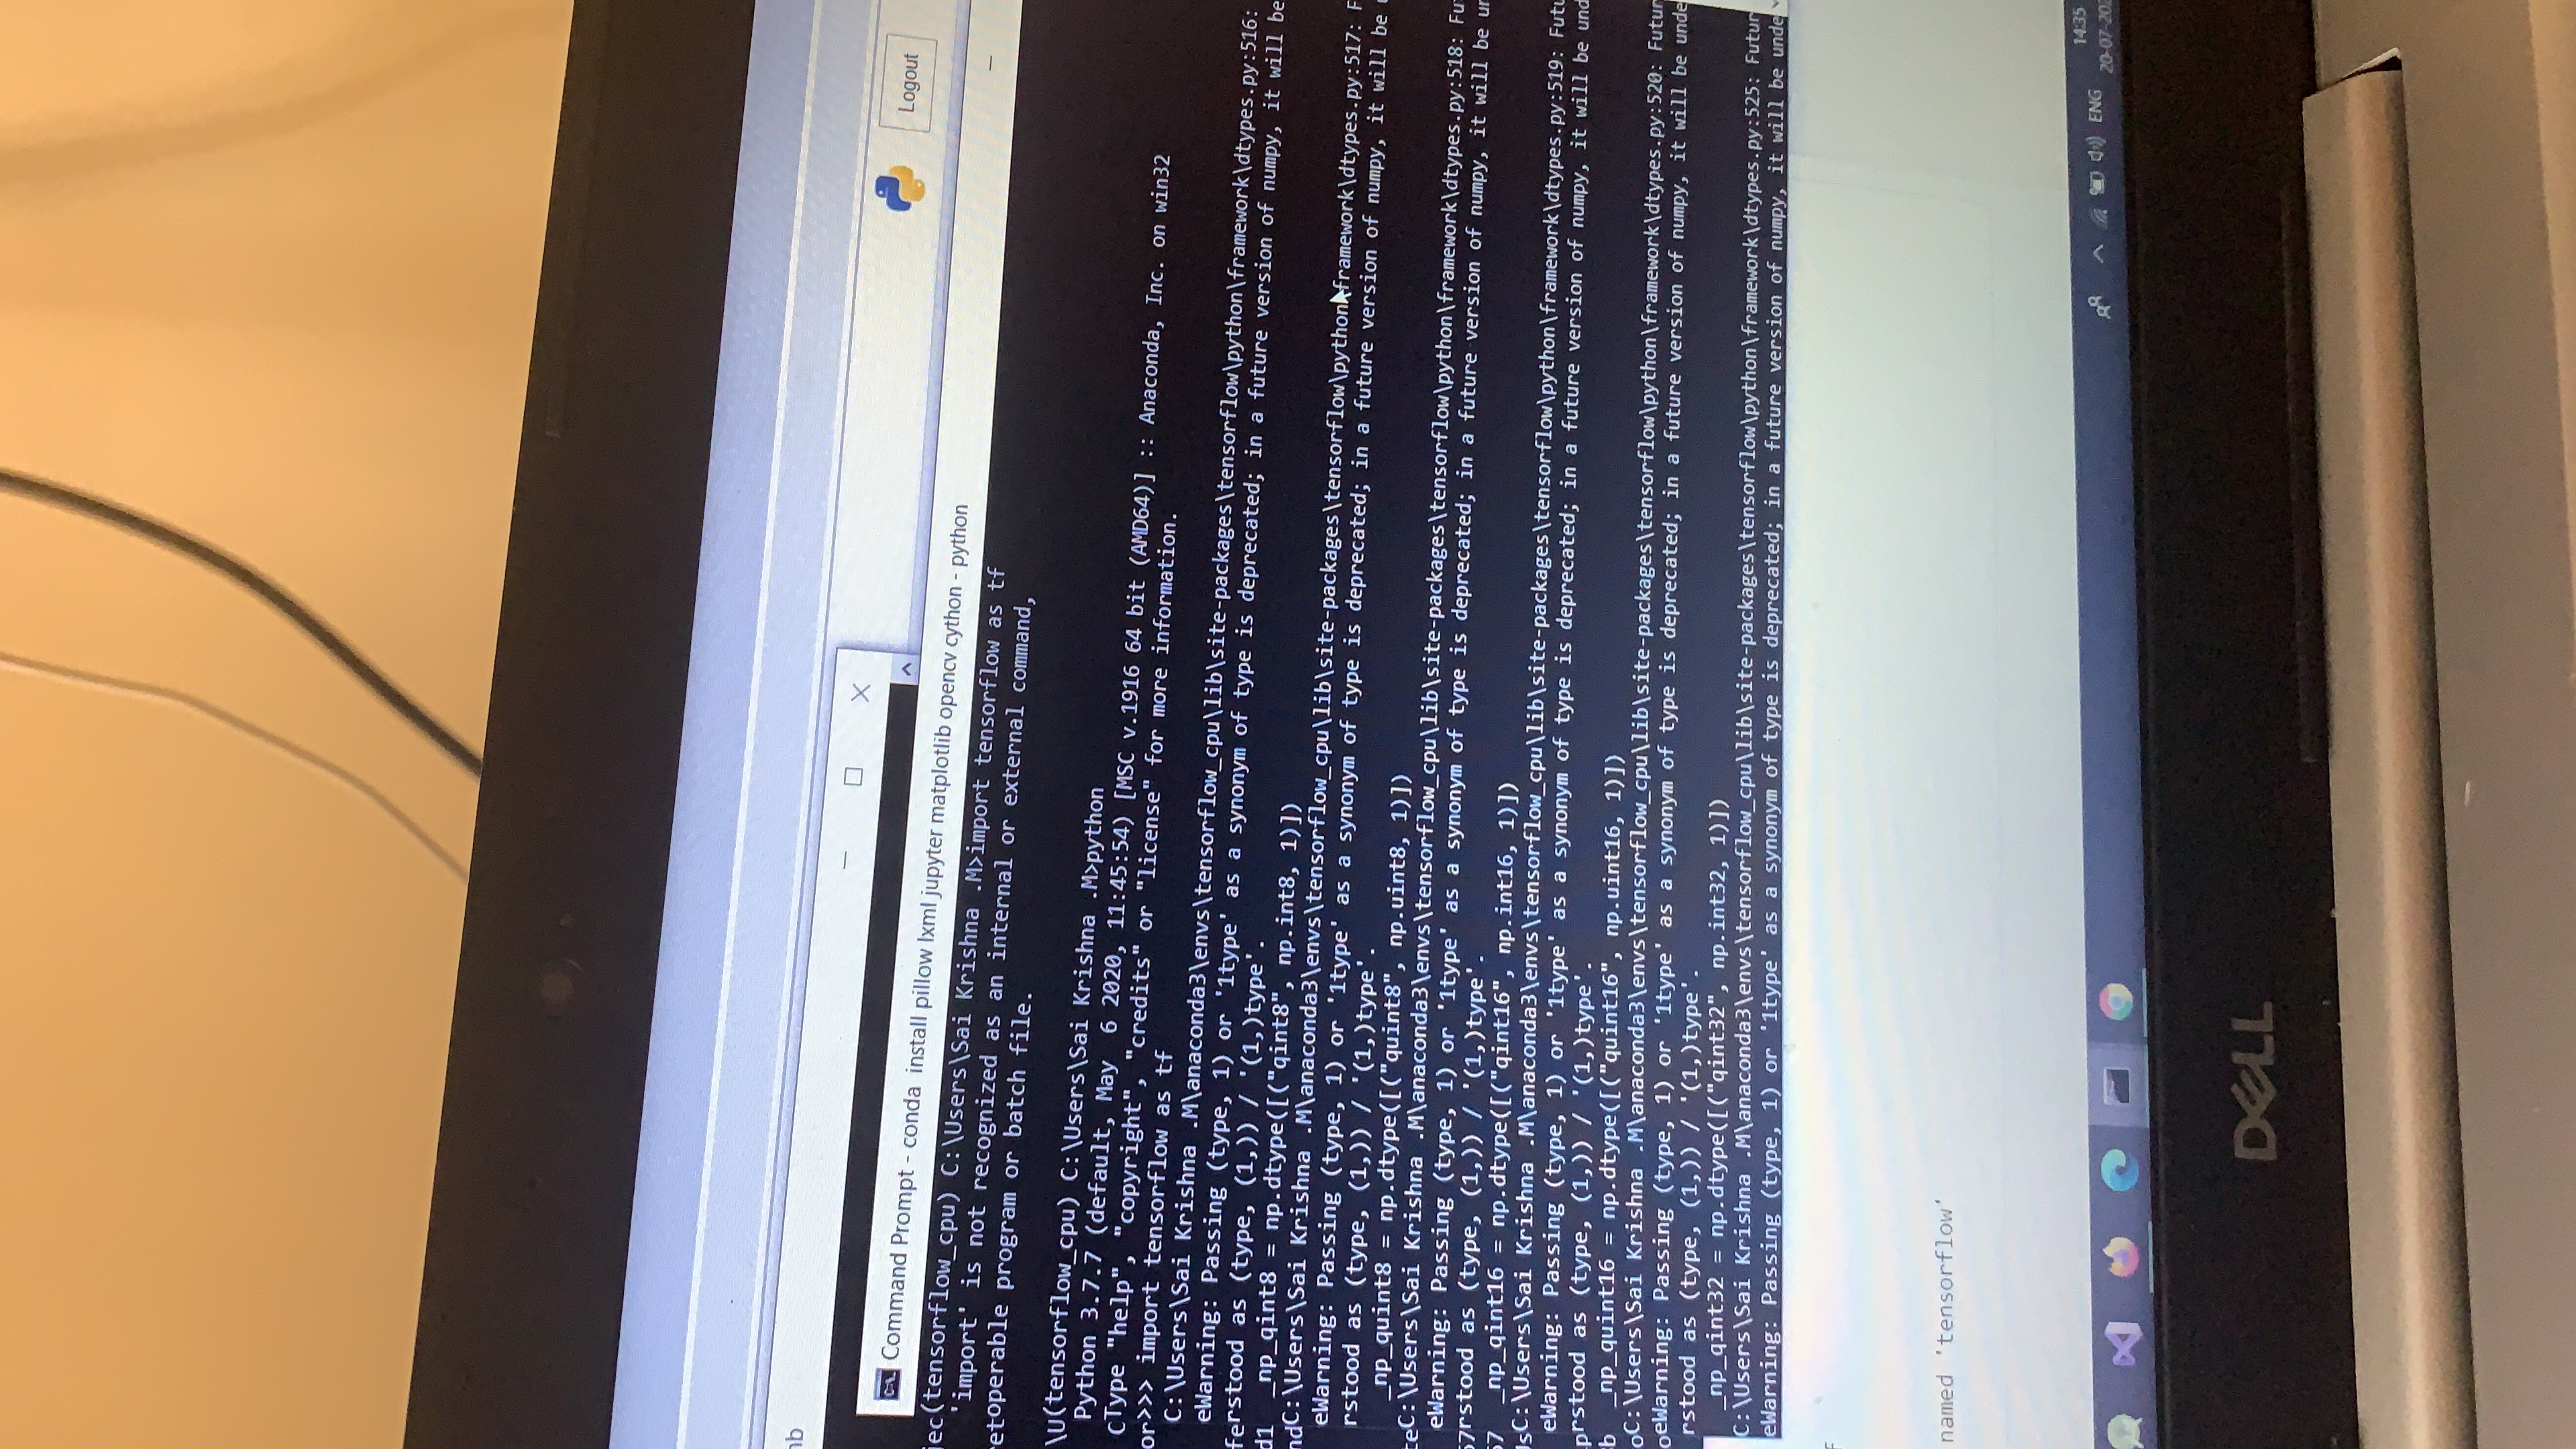 nb
Command Prompt - conda  install pillow lxml jupyter matplotlib opencv cython - python
Logout
jec(tensorflow_cpu) C:\Users\Sai Krishna .M>import tensorflow as tf
'import' is not recognized as an internal or external command,
etoperable program or batch file.
\U(tensorflow_cpu) C:\Users\Sai Krishna .M>python
Python 3.7.7 (default, May  6 2020, 11:45:54) [MSC v.1916 64 bit (AMD64)] :: Anaconda, Inc. on win32
CType "help", "copyright", "credits" or "license" for more information.
or>>> import tensorflow as tf
C:\Users\Sai Krishna .M\anaconda3\envs\tensorflow_cpu\lib\site-packages\tensorflow\python\framework\dtypes.py:516:
eWarning: Passing (type, 1) or '1type' as a synonym of type is deprecated; in a future version of numpy, it will be
ferstood as (type, (1,)) / '(1,)type'.
d1  _np_qint8 = np.dtype([("qint8", np.int8, 1)])
ndC:\Users\Sai Krishna .M\anaconda3\envs\tensorflow_cpu\lib\site-packages\tensorflow\python\framework\dtypes.py:517: F
eWarning: Passing (type, 1) or '1type' as a synonym of type is deprecated; in a future version of numpy, it will be
rstood as (type, (1,)) / '(1,)type'.
_np_quint8 = np.dtype([("quint8", np.uint8, 1)])
teC:\Users\Sai Krishna .M\anaconda3\envs\tensorflow_cpu\lib\site-packages\tensorflow\python\framework\dtypes.py:518: Fu
eWarning: Passing (type, 1) or '1type' as a synonym of type is deprecated; in a future version of numpy, it will be ur
57rstood as (type, (1,)) / '(1,)type'.
57  _np_qint16 = np.dtype([("qint16", np.int16, 1)])
JsC:\Users\Sai Krishna .M\anaconda3\envs\tensorflow_cpu\lib\site-packages\tensorflow\python\framework\dtypes.py:519: Futu
eWarning: Passing (type, 1) or '1type' as a synonym of type is deprecated; in a future version of numpy, it will be und
prstood as (type, (1,)) / '(1,)type'.
b  _np_quint16 = np.dtype([("quint16", np.uint16, 1)])
oC:\Users\Sai Krishna .M\anaconda3\envs\tensorflow_cpu\lib\site-packages\tensorflow\python\framework\dtypes.py:520: Futur
oeWarning: Passing (type, 1) or '1type' as a synonym of type is deprecated; in a future version of numpy, it will be unde
rstood as (type, (1,)) / '(1,)type'.
_np_qint32 = np.dtype([("qint32", np.int32, 1)])
C:\Users\Sai Krishna .M\anaconda3\envs\tensorflow_cpu\lib\site-packages\tensorflow\python\framework\dtypes.py:525: Futur
eWarning: Passing (type, 1) or '1type' as a synonym of type is deprecated; in a future version of numpy, it will be unde
f
named 'tensorflow'
ENG
14:35
20-07-202
DELL